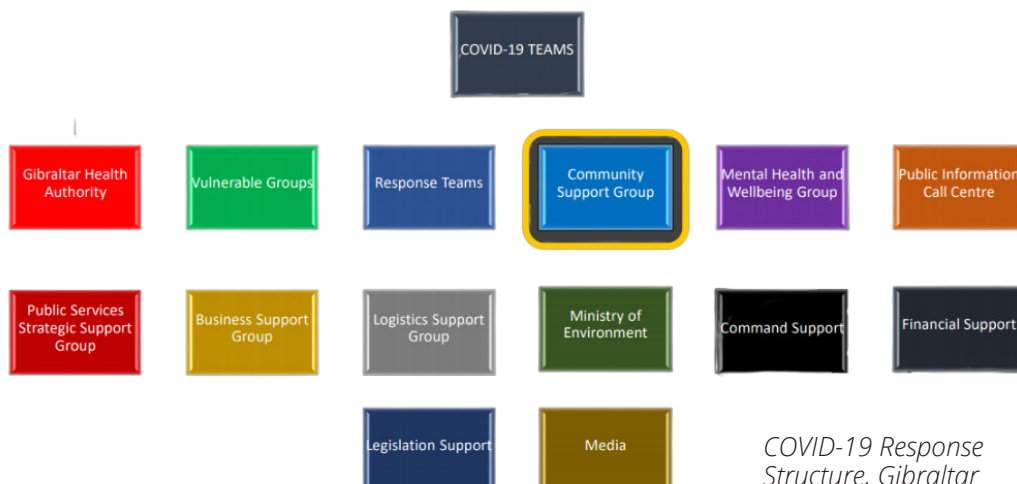 COVID-19 TEAMS
Gibraltar Health
Authority
Vulnerable Groups
Response Teams
Community
Support Group
Mental Health and
Wellbeing Group
Public Information
Call Centre
Public Services
Strategic Support
Group
Business Support
Group
Logistics Support
Group
Ministry of
Environment
Command Support
Financial Support
Legislation Support
Media
COVID-19 Response
Structure, Gibraltar